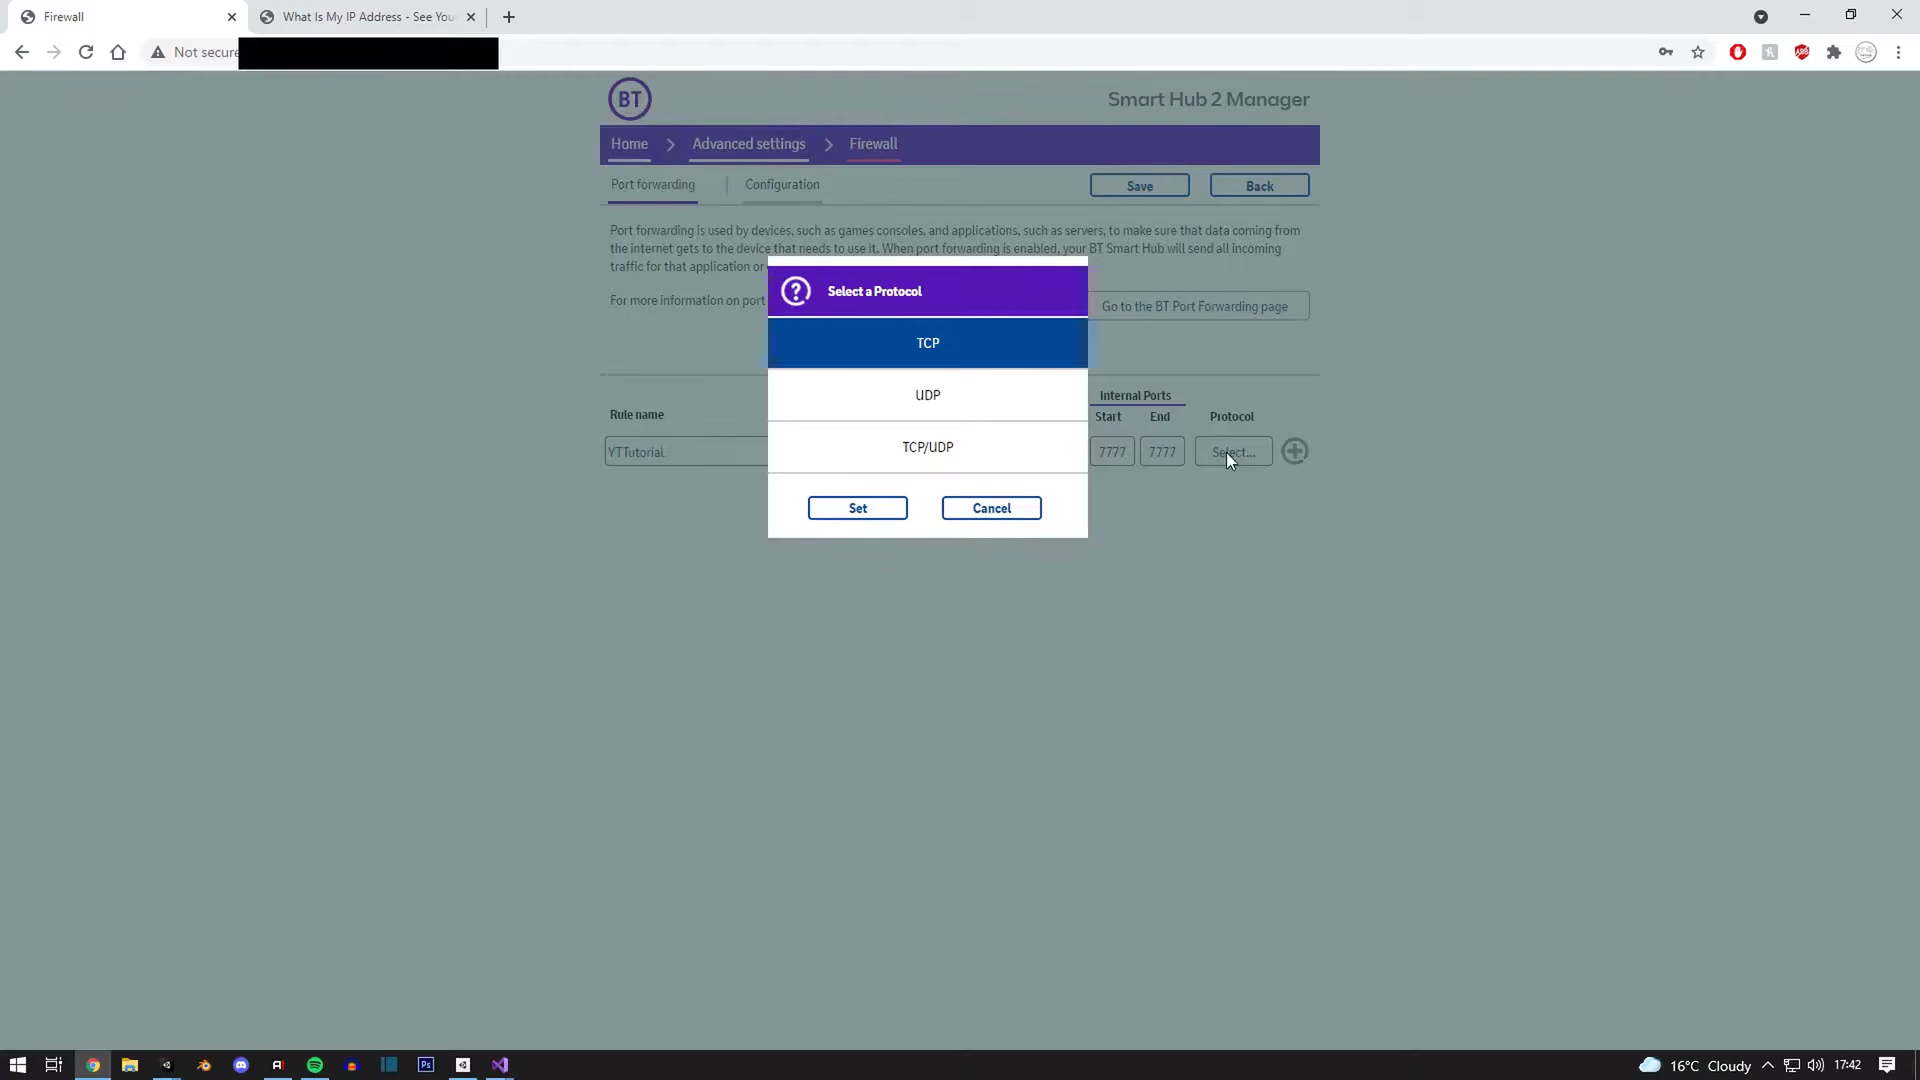 Firewall
What Is My IP Address - See You
Not secure
BT
Smart Hub 2 Manager
Home
Advanced settings
Firewall
Port forwarding
Configuration
Save
Back
Port forwarding is used by devices, such as games consoles, and applications, such as servers, to make sure that data coming from
the internet gets to the device that needs to use it. When port forwarding is enabled, your BT Smart Hub will send all incoming
traffic for that application or
For more information on port
Go to the BT Port Forwarding page
Select a Protocol
TCP
UDP
TCP/UDP
Set
Cancel
Internal Ports
Rule name
Start
End
Protocol
YTTutorial
7777
7777
Select...
Ps
16°C Cloudy
17:42